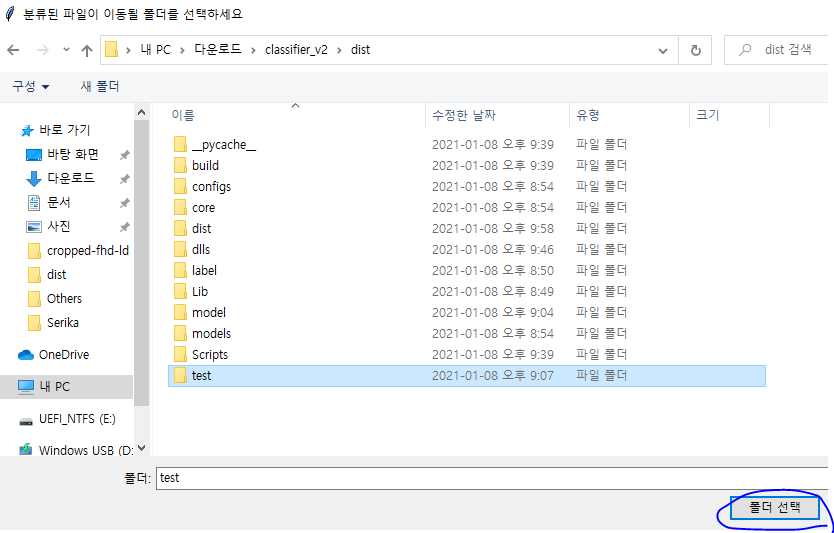 분류된 파일이 이동될 폴더를 선택하세요
내 PC > 다운로드 > classifier_v2 > dist
dist 검색
구성 새 폴더
이름 수정한 날짜 유형 크기
바로 가기
바탕 화면
다운로드
문서
사진
cropped-fhd-ld
dist
Others
Serika
OneDrive
내 PC
UEFI_NTFS (E:)
Windows USB (D:
__pycache__ 2021-01-08 오후 9:39 파일 폴더
build 2021-01-08 오후 9:39 파일 폴더
configs 2021-01-08 오후 8:54 파일 폴더
core 2021-01-08 오후 8:54 파일 폴더
dist 2021-01-08 오후 9:58 파일 폴더
dlls 2021-01-08 오후 9:46 파일 폴더
label 2021-01-08 오후 8:50 파일 폴더
Lib 2021-01-08 오후 8:49 파일 폴더
model 2021-01-08 오후 9:04 파일 폴더
models 2021-01-08 오후 8:54 파일 폴더
Scripts 2021-01-08 오후 9:39 파일 폴더
test 2021-01-08 오후 9:07 파일 폴더
폴더: test
폴더 선택